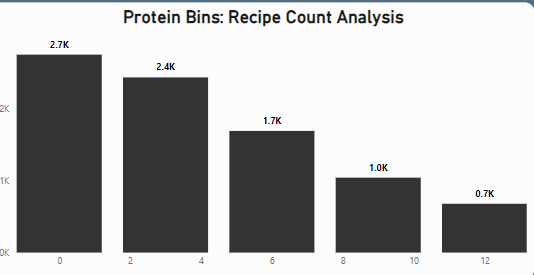 Protein Bins: Recipe Count Analysis
2.7K
2.4K
2K
1.7K
1.0K
1K
0.7K
0K
0 2 4 6 8 10 12